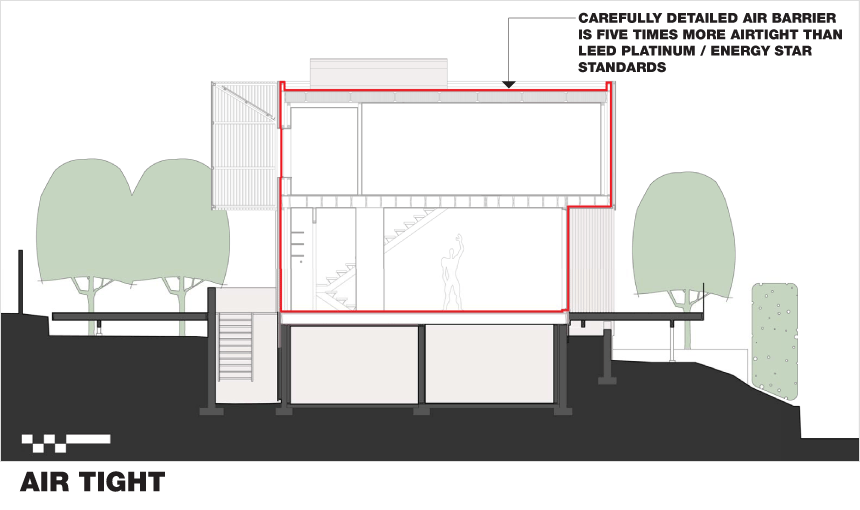 CAREFULLY DETAILED AIR BARRIER
IS FIVE TIMES MORE AIRTIGHT THAN
LEED PLATINUM / ENERGY STAR
STANDARDS
AIR TIGHT